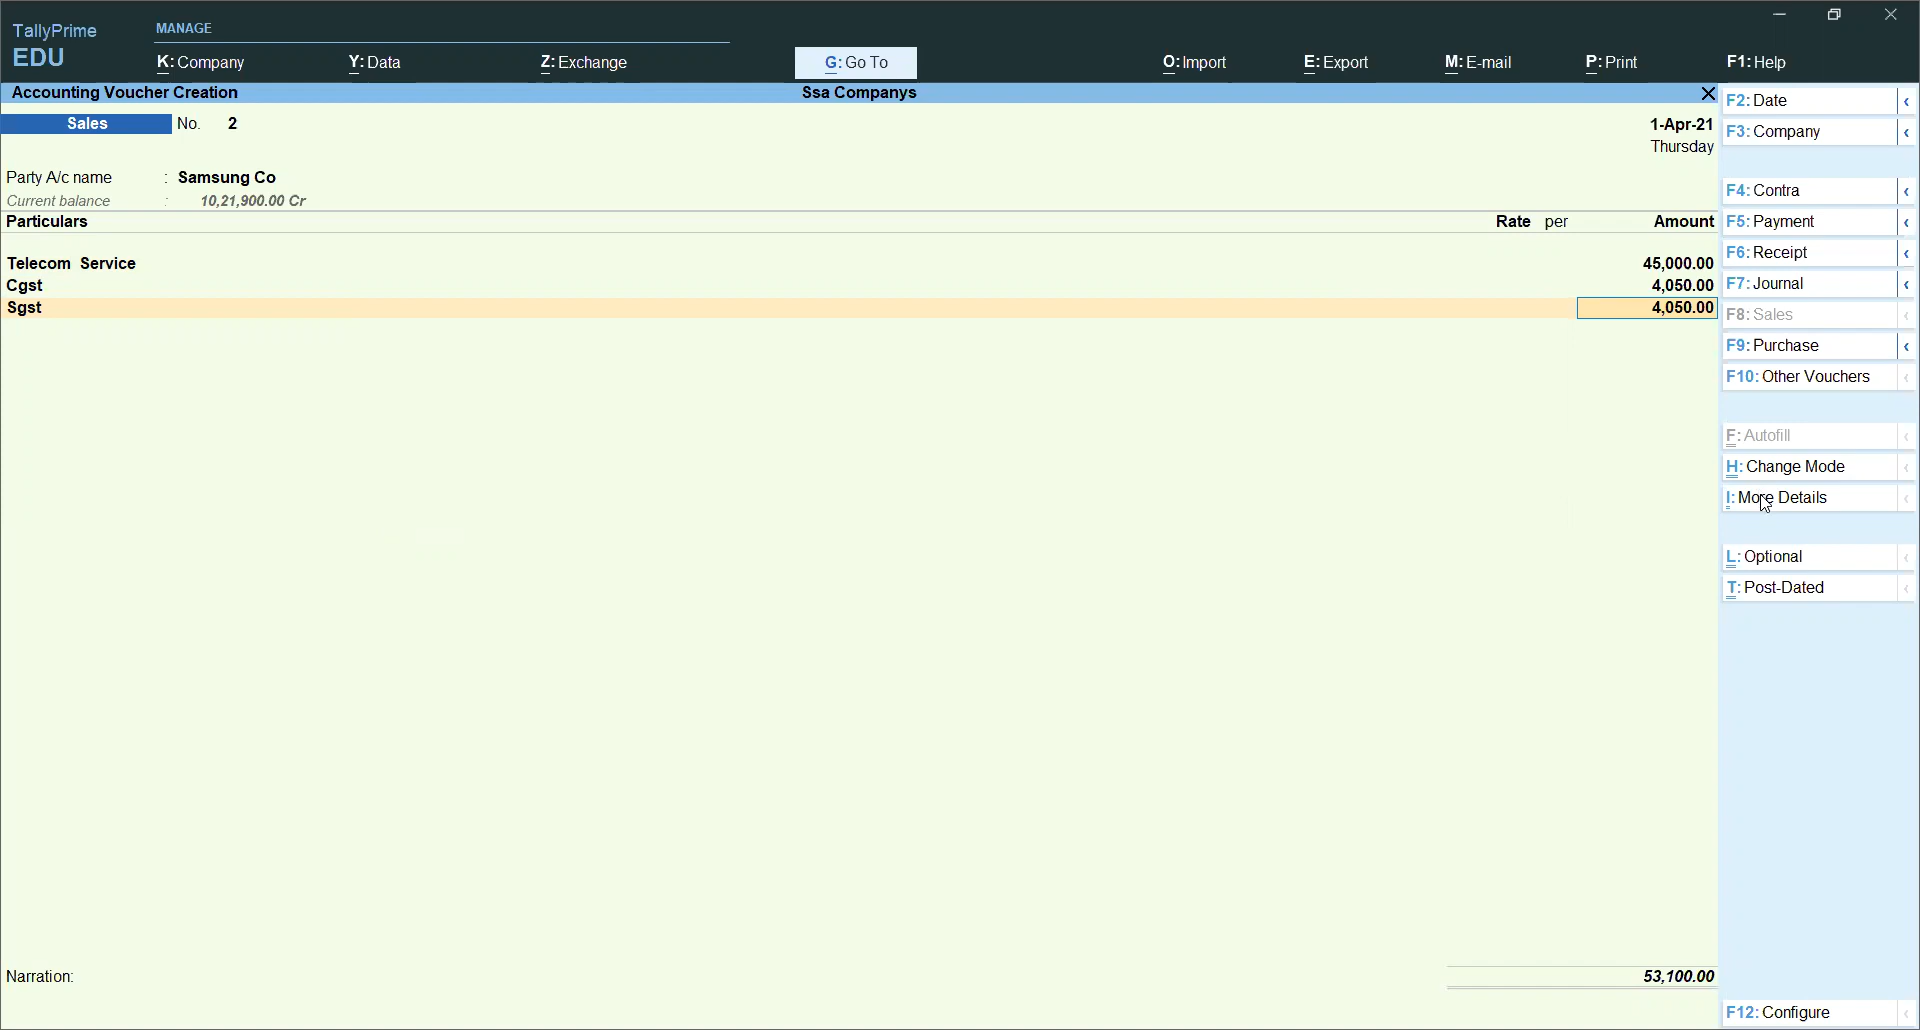 TallyPrime
EDU
MANAGE
K: Company
Y: Data
Z: Exchange
G: Go To
O: Import
E: Export
M: E-mail
P: Print
F1: Help
Accounting Voucher Creation
Ssa Companys
Sales No. 2
1-Apr-21
Thursday
Party A/c name : Samsung Co
Current balance : 10,21,900.00 Cr
Particulars Rate per Amount
Telecom Service 45,000.00
Cgst 4,050.00
Sgst 4,050.00
Narration: 53,100.00
F2: Date
F3: Company
F4: Contra
F5: Payment
F6: Receipt
F7: Journal
F8: Sales
F9: Purchase
F10: Other Vouchers
F: Autofill
H: Change Mode
I: More Details
L: Optional
T: Post-Dated
F12: Configure